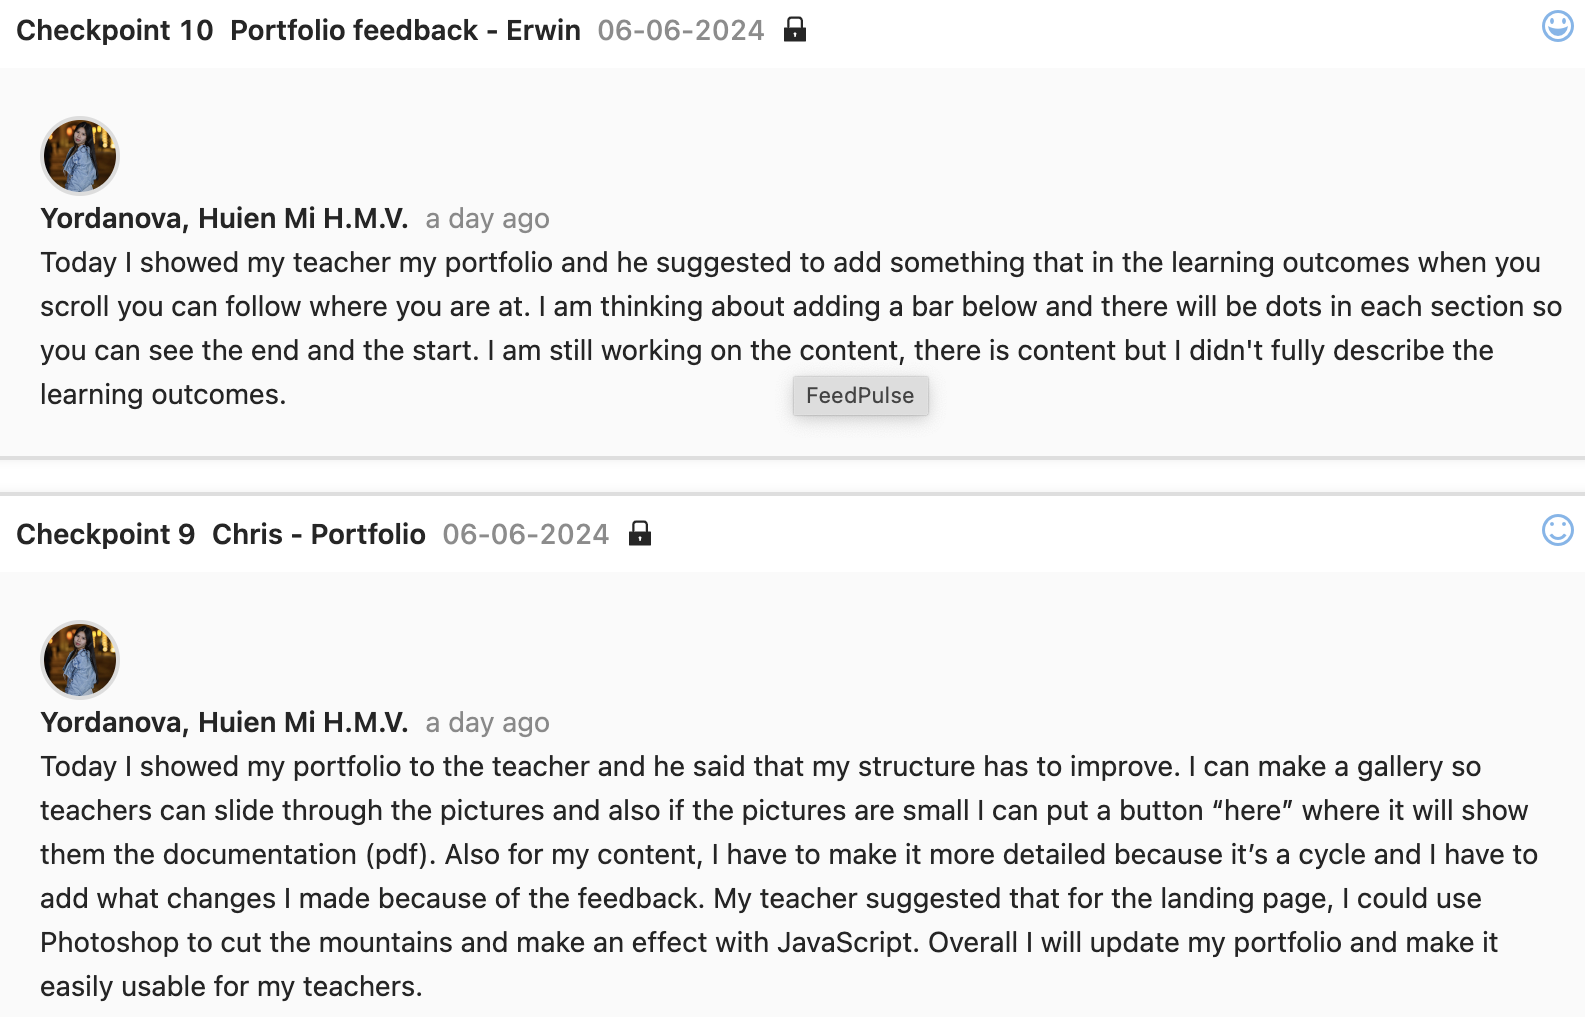 Checkpoint 10 Portfolio feedback - Erwin 06-06-2024
Yordanova, Huien Mi H.M.V. a day ago
Today I showed my teacher my portfolio and he suggested to add something that in the learning outcomes when you
scroll you can follow where you are at. I am thinking about adding a bar below and there will be dots in each section so
you can see the end and the start. I am still working on the content, there is content but I didn't fully describe the
learning outcomes.
FeedPulse
Checkpoint 9 Chris - Portfolio 06-06-2024
Yordanova, Huien Mi H.M.V. a day ago
Today I showed my portfolio to the teacher and he said that my structure has to improve. I can make a gallery so
teachers can slide through the pictures and also if the pictures are small I can put a button “here” where it will show
them the documentation (pdf). Also for my content, I have to make it more detailed because it’s a cycle and I have to
add what changes I made because of the feedback. My teacher suggested that for the landing page, I could use
Photoshop to cut the mountains and make an effect with JavaScript. Overall I will update my portfolio and make it
easily usable for my teachers.